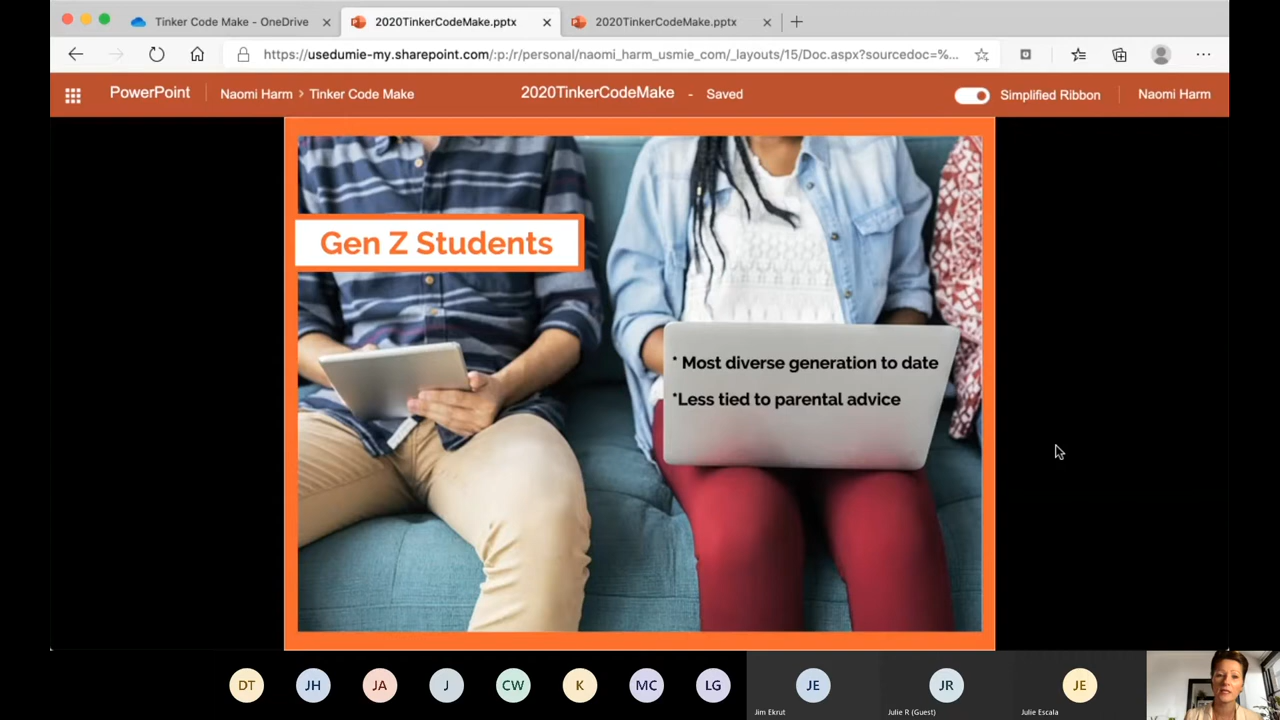 Tinker Code Make - OneDrive
2020TinkerCodeMake.pptx
2020TinkerCodeMake.pptx
https://usedumie-my.sharepoint.com/:p:/r/personal/naomi_harm_usmie_com/_layouts/15/Doc.aspx?sourcedoc=%...
PowerPoint
Naomi Harm > Tinker Code Make
2020TinkerCodeMake - Saved
Simplified Ribbon
Naomi Harm
Gen Z Students
* Most diverse generation to date
*Less tied to parental advice
DT
JH
JA
J
CW
K
MC
LG
JE
JR
JE
Jim Ekrut
Julie R (Guest)
Julie Escala